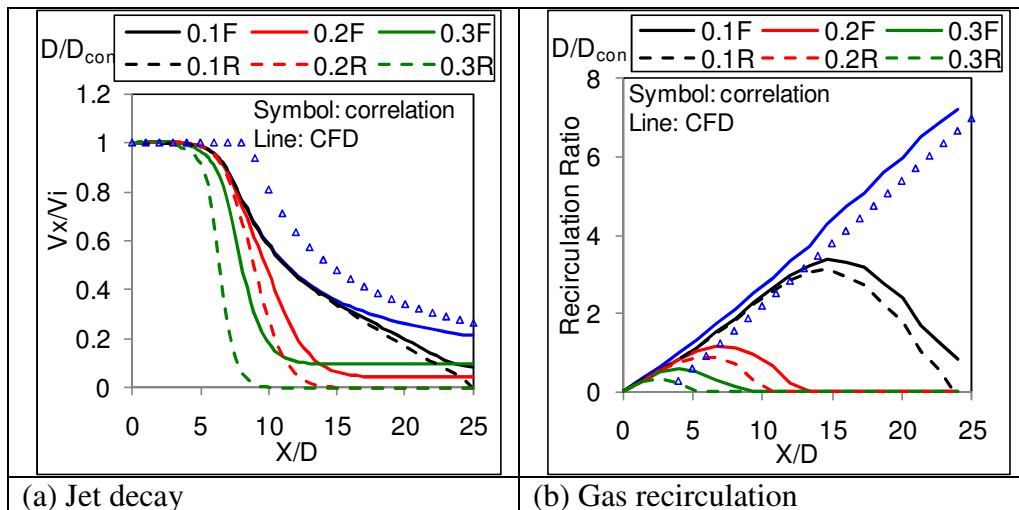 D/Dcon
0.1F 0.2F 0.3F
0.1R 0.2R 0.3R
1.2
1
0.8
0.6
0.4
0.2
0
Vx/Vi
Symbol: correlation
Line: CFD
0 5 10 15 20 25
X/D
(a) Jet decay
D/Dcon
0.1F 0.2F 0.3F
0.1R 0.2R 0.3R
8
6
4
2
0
Recirculation Ratio
Symbol: correlation
Line: CFD
0 5 10 15 20 25
X/D
(b) Gas recirculation